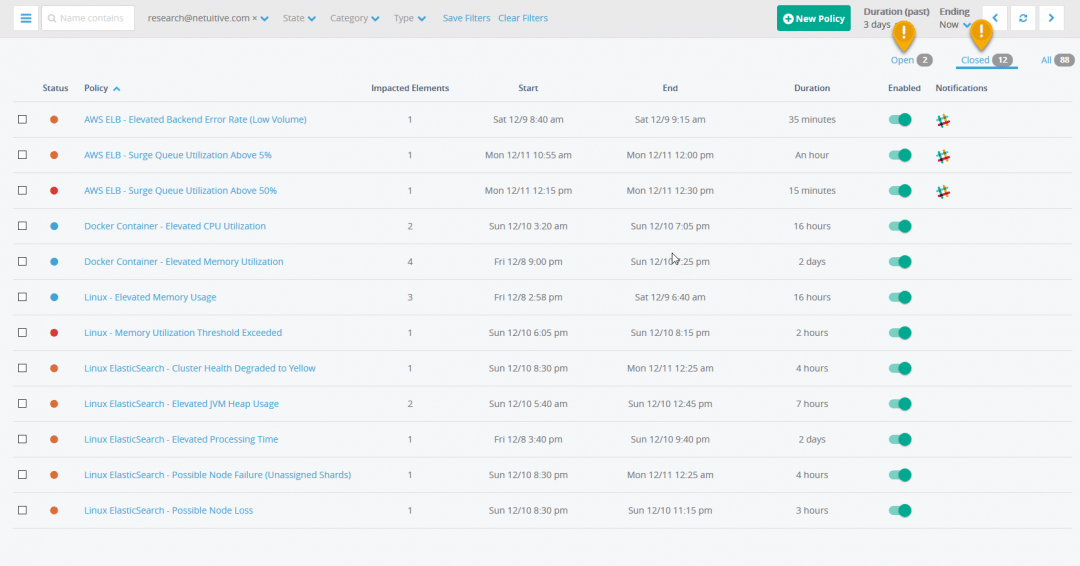 Name contains
research@netuitive.com × State Category Type Save Filters Clear Filters
New Policy
Duration (past)
3 days
Ending
Now
!
!
Open 2 Closed 12 All 88
Status Policy Impacted Elements Start End Duration Enabled Notifications
AWS ELB - Elevated Backend Error Rate (Low Volume) 1 Sat 12/9 8:40 am Sat 12/9 9:15 am 35 minutes
AWS ELB - Surge Queue Utilization Above 5% 1 Mon 12/11 10:55 am Mon 12/11 12:00 pm An hour
AWS ELB - Surge Queue Utilization Above 50% 1 Mon 12/11 12:15 pm Mon 12/11 12:30 pm 15 minutes
Docker Container - Elevated CPU Utilization 2 Sun 12/10 3:20 am Sun 12/10 7:05 pm 16 hours
Docker Container - Elevated Memory Utilization 4 Fri 12/8 9:00 pm Sun 12/10 :25 pm 2 days
Linux - Elevated Memory Usage 3 Fri 12/8 2:58 pm Sat 12/9 6:40 am 16 hours
Linux - Memory Utilization Threshold Exceeded 1 Sun 12/10 6:05 pm Sun 12/10 8:15 pm 2 hours
Linux ElasticSearch - Cluster Health Degraded to Yellow 1 Sun 12/10 8:30 pm Mon 12/11 12:25 am 4 hours
Linux ElasticSearch - Elevated JVM Heap Usage 2 Sun 12/10 5:40 am Sun 12/10 12:45 pm 7 hours
Linux ElasticSearch - Elevated Processing Time 1 Fri 12/8 3:40 pm Sun 12/10 9:40 pm 2 days
Linux ElasticSearch - Possible Node Failure (Unassigned Shards) 1 Sun 12/10 8:30 pm Mon 12/11 12:25 am 4 hours
Linux ElasticSearch - Possible Node Loss 1 Sun 12/10 8:30 pm Sun 12/10 11:15 pm 3 hours